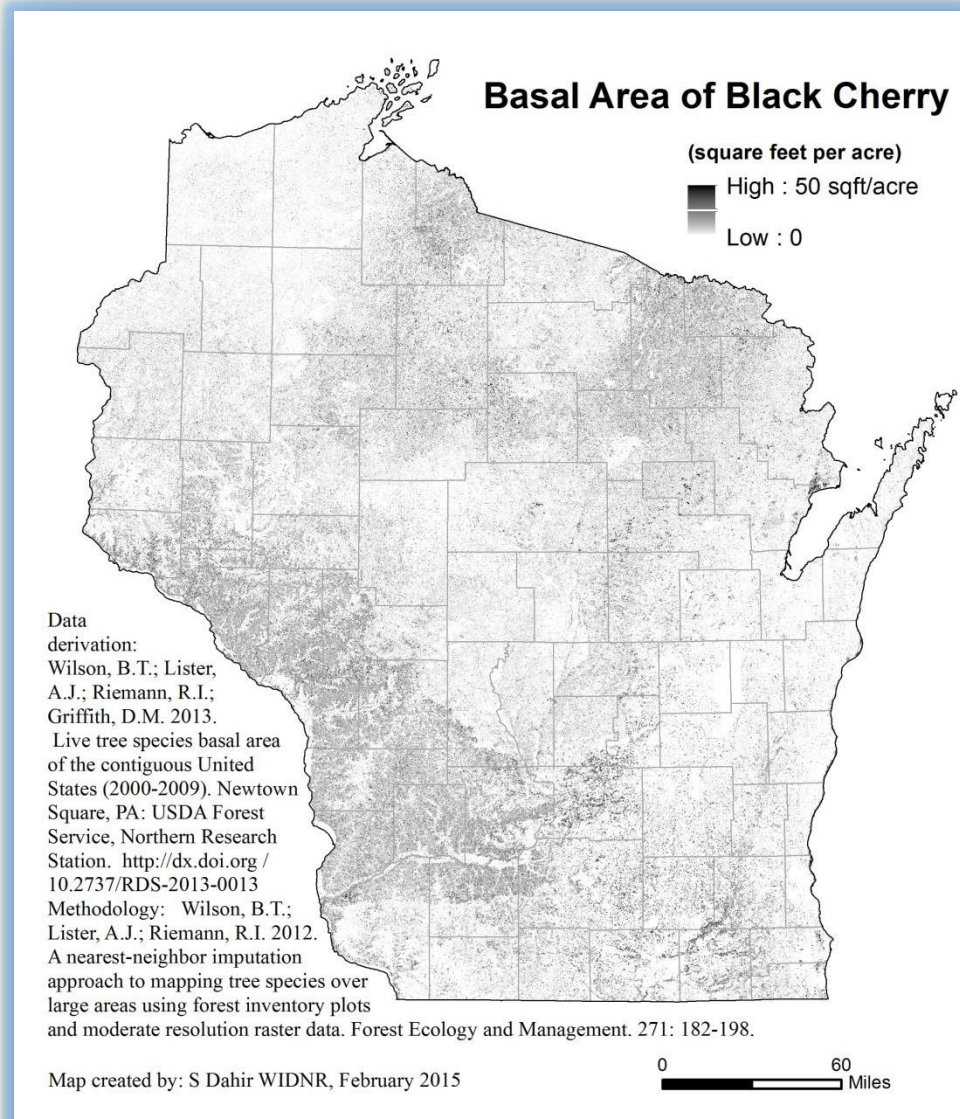 Basal Area of Black Cherry
(square feet per acre)
High : 50 sqft/acre
Low : 0
Data
derivation:
Wilson, B.T.; Lister,
A.J.; Riemann, R.I.;
Griffith, D.M. 2013.
Live tree species basal area
of the contiguous United
States (2000-2009). Newtown
Square, PA: USDA Forest
Service, Northern Research
Station. http://dx.doi.org /
10.2737/RDS-2013-0013
Methodology: Wilson, B.T.;
Lister, A.J.; Riemann, R.I. 2012.
A nearest-neighbor imputation
approach to mapping tree species over
large areas using forest inventory plots
and moderate resolution raster data. Forest Ecology and Management. 271: 182-198.
Map created by: S Dahir WIDNR, February 2015
0 60
Miles